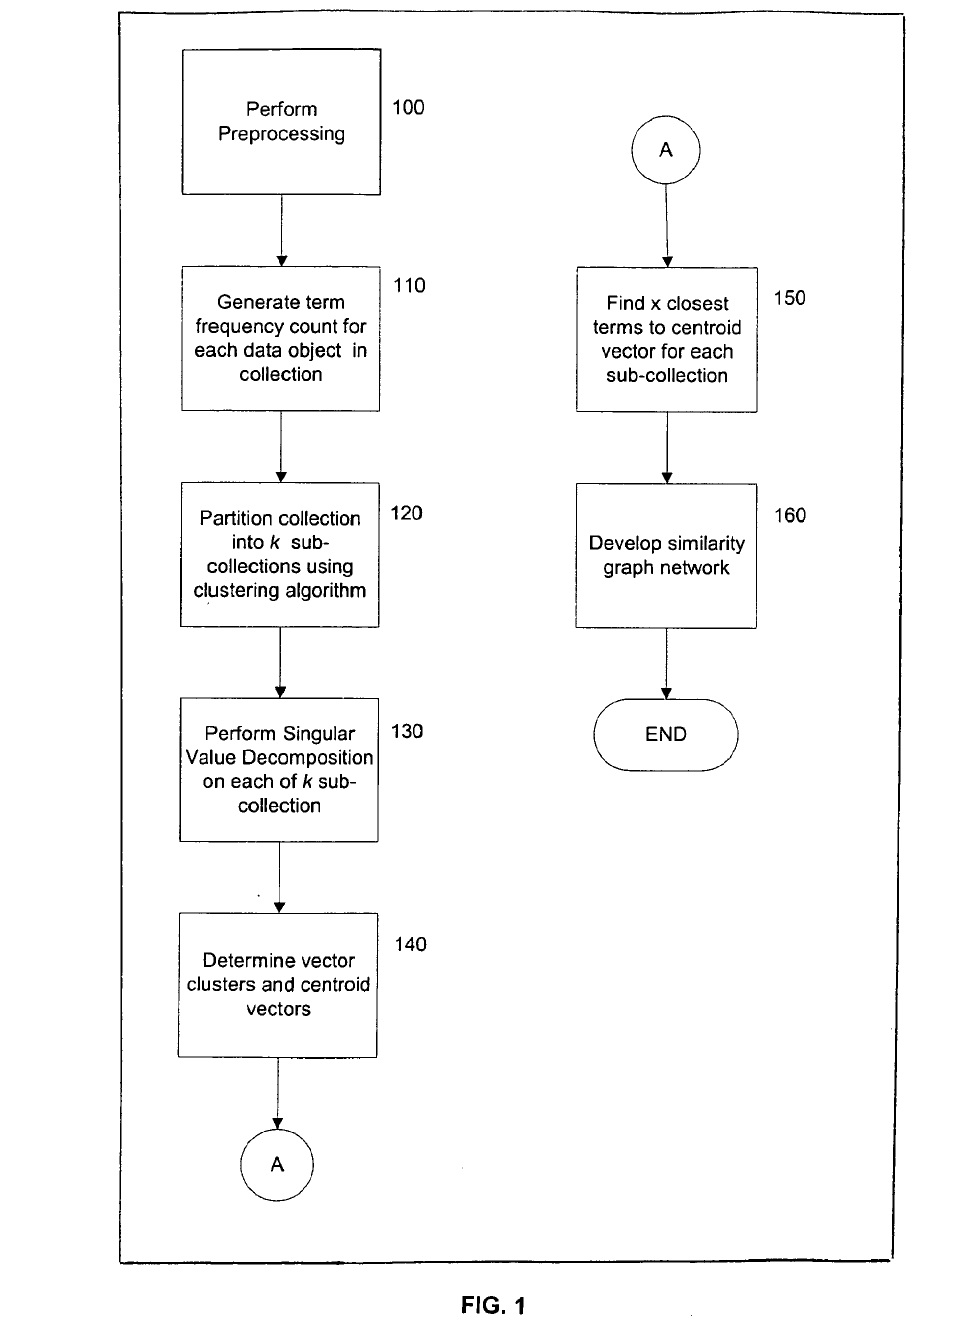 Perform
Preprocessing
100
Generate term
frequency count for
each data object in
collection
110
Partition collection
into k sub-
collections using
clustering algorithm
120
Perform Singular
Value Decomposition
on each of k sub-
collection
130
Determine vector
clusters and centroid
vectors
140
A
A
Find x closest
terms to centroid
vector for each
sub-collection
150
Develop similarity
graph network
160
END
FIG. 1